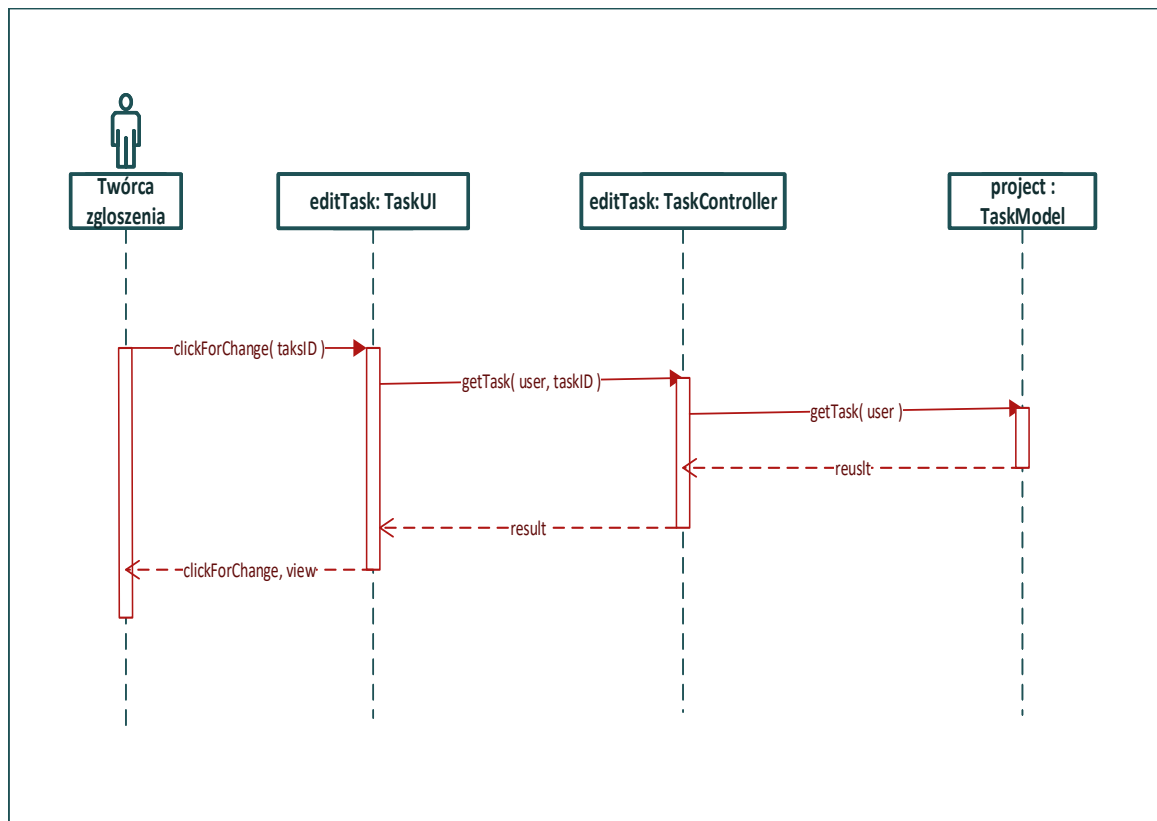 Twórca
zgloszenia
editTask: TaskUI
editTask: TaskController
project :
TaskModel
clickForChange( taksID )
getTask( user, taskID )
getTask( user )
reuslt
result
clickForChange, view